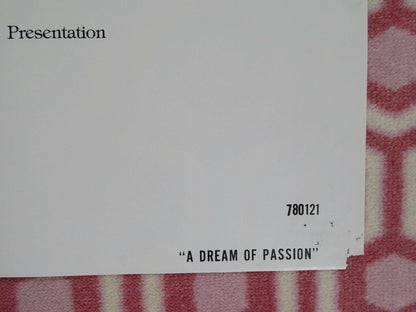 Presentation
780121
"A DREAM OF PASSION"